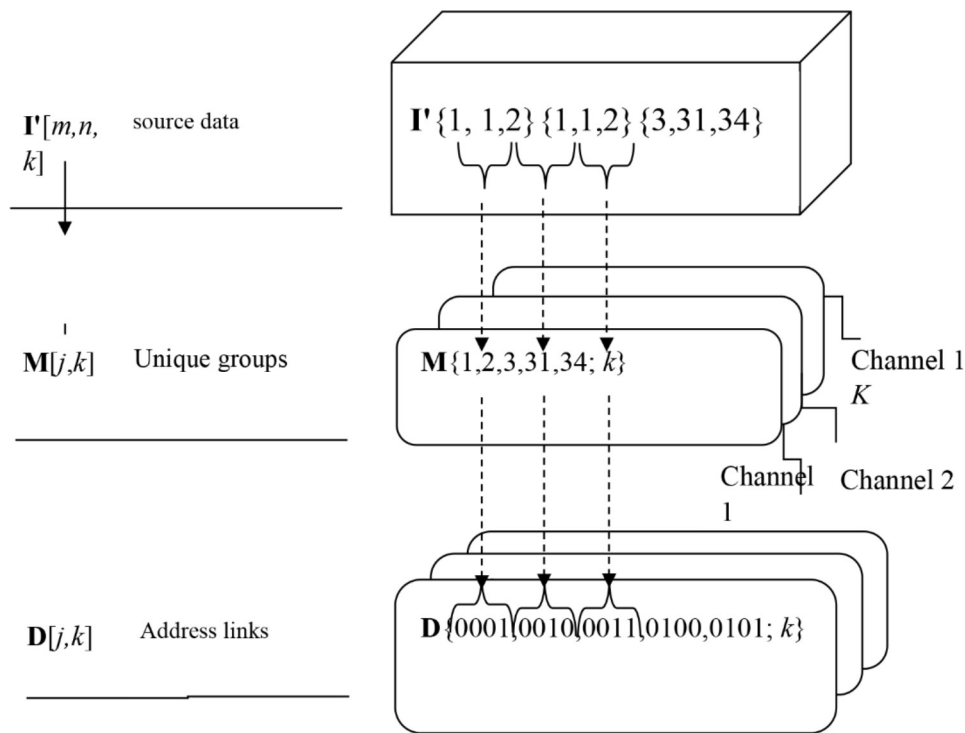 I'[m,n, k] source data
I'{1, 1,2} {1,1,2} {3,31,34}
M[j,k] Unique groups
M{1,2,3,31,34; k}
Channel 1
K
Channel 2
Channel
1
D[j,k] Address links
D{0001,0010,0011,0100,0101; k}